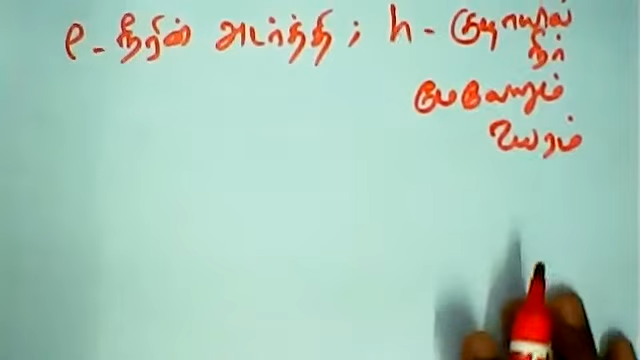 ρ - நீரின் அடர்த்தி ; h - குழாயில்
நீர்
மேலேறும்
உயரம்